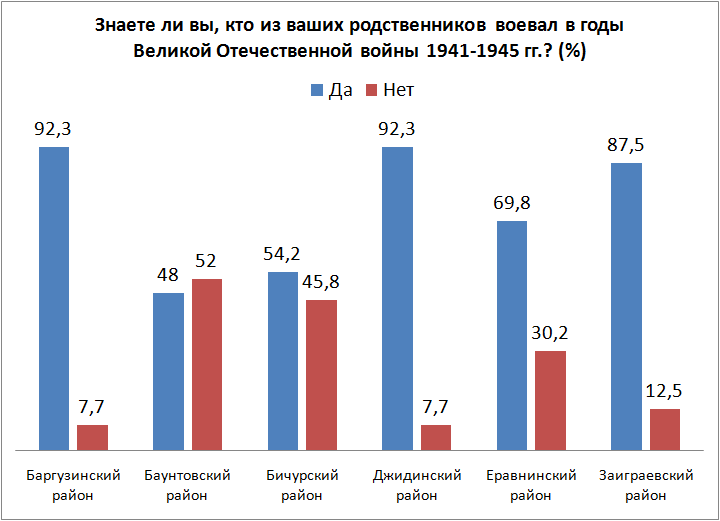 Знаете ли вы, кто из ваших родственников воевал в годы
Великой Отечественной войны 1941-1945 гг.? (%)
Да Нет
92,3 7,7
48 52
54,2 45,8
92,3 7,7
69,8 30,2
87,5 12,5
Баргузинский район
Баунтовский район
Бичурский район
Джидинский район
Еравнинский район
Заиграевский район